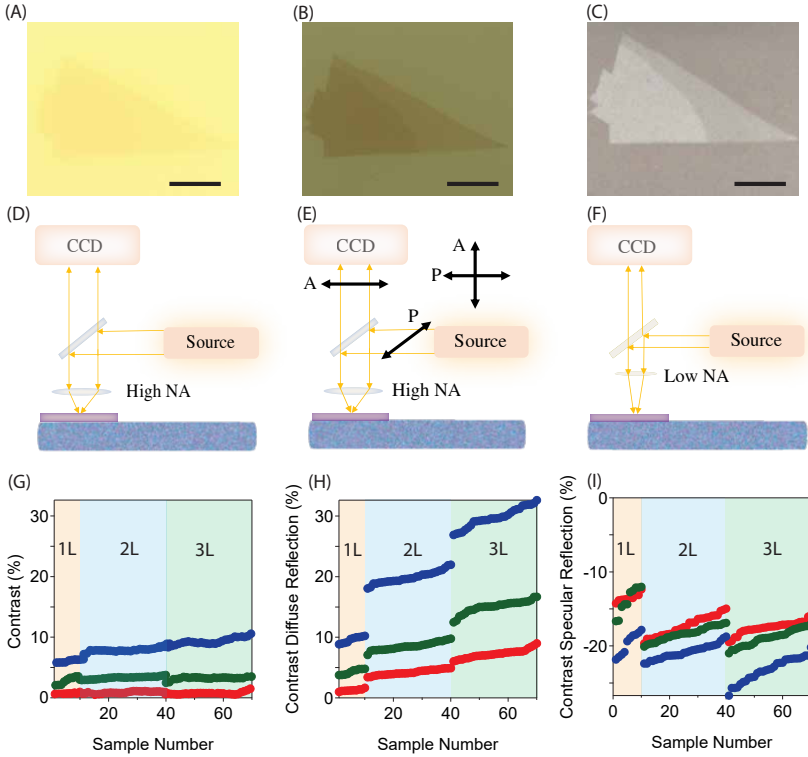 (A)
(B)
(C)
(D)
CCD
Source
High NA
(E)
CCD
A
P
A
P
Source
High NA
(F)
CCD
Source
Low NA
(G)
Contrast (%)
30
20
10
0
1L
2L
3L
20
40
60
Sample Number
(H)
Contrast Diffuse Reflection (%)
30
20
10
0
1L
2L
3L
20
40
60
Sample Number
(I)
Contrast Specular Reflection (%)
0
-10
-20
1L
2L
3L
0
20
40
60
Sample Number